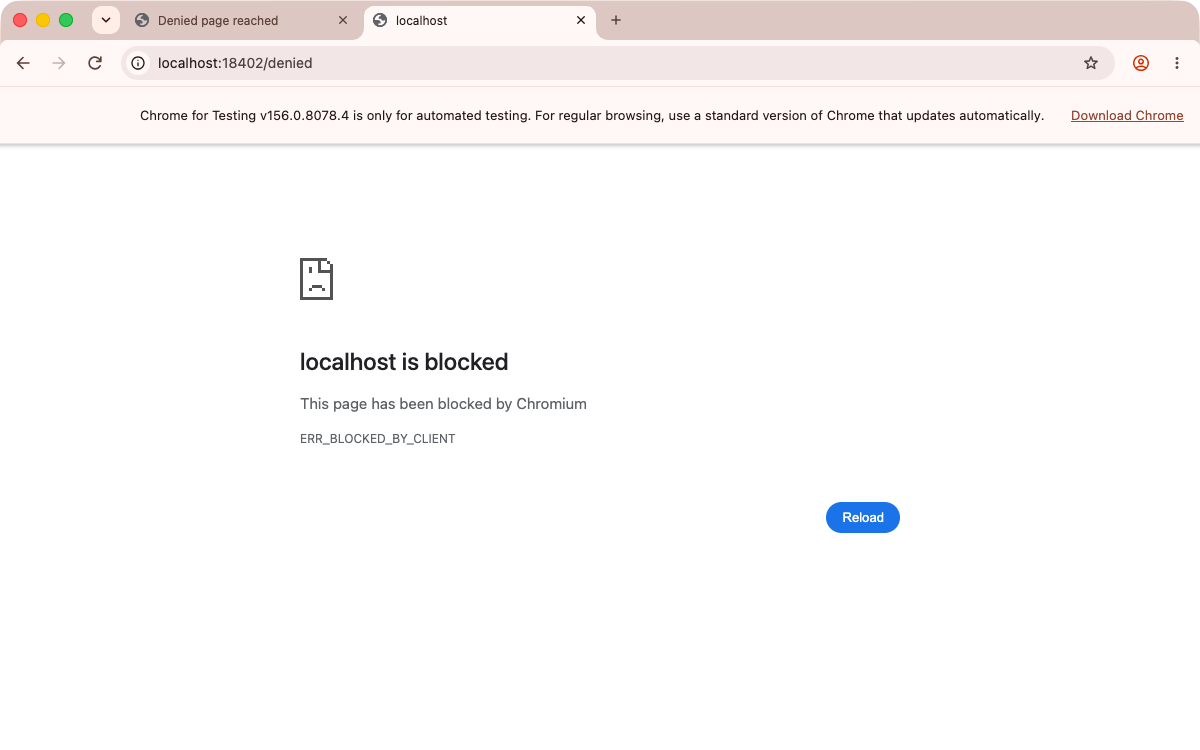 Denied page reached
localhost
localhost:18402/denied
Chrome for Testing v156.0.8078.4 is only for automated testing. For regular browsing, use a standard version of Chrome that updates automatically. Download Chrome
localhost is blocked
This page has been blocked by Chromium
ERR_BLOCKED_BY_CLIENT
Reload